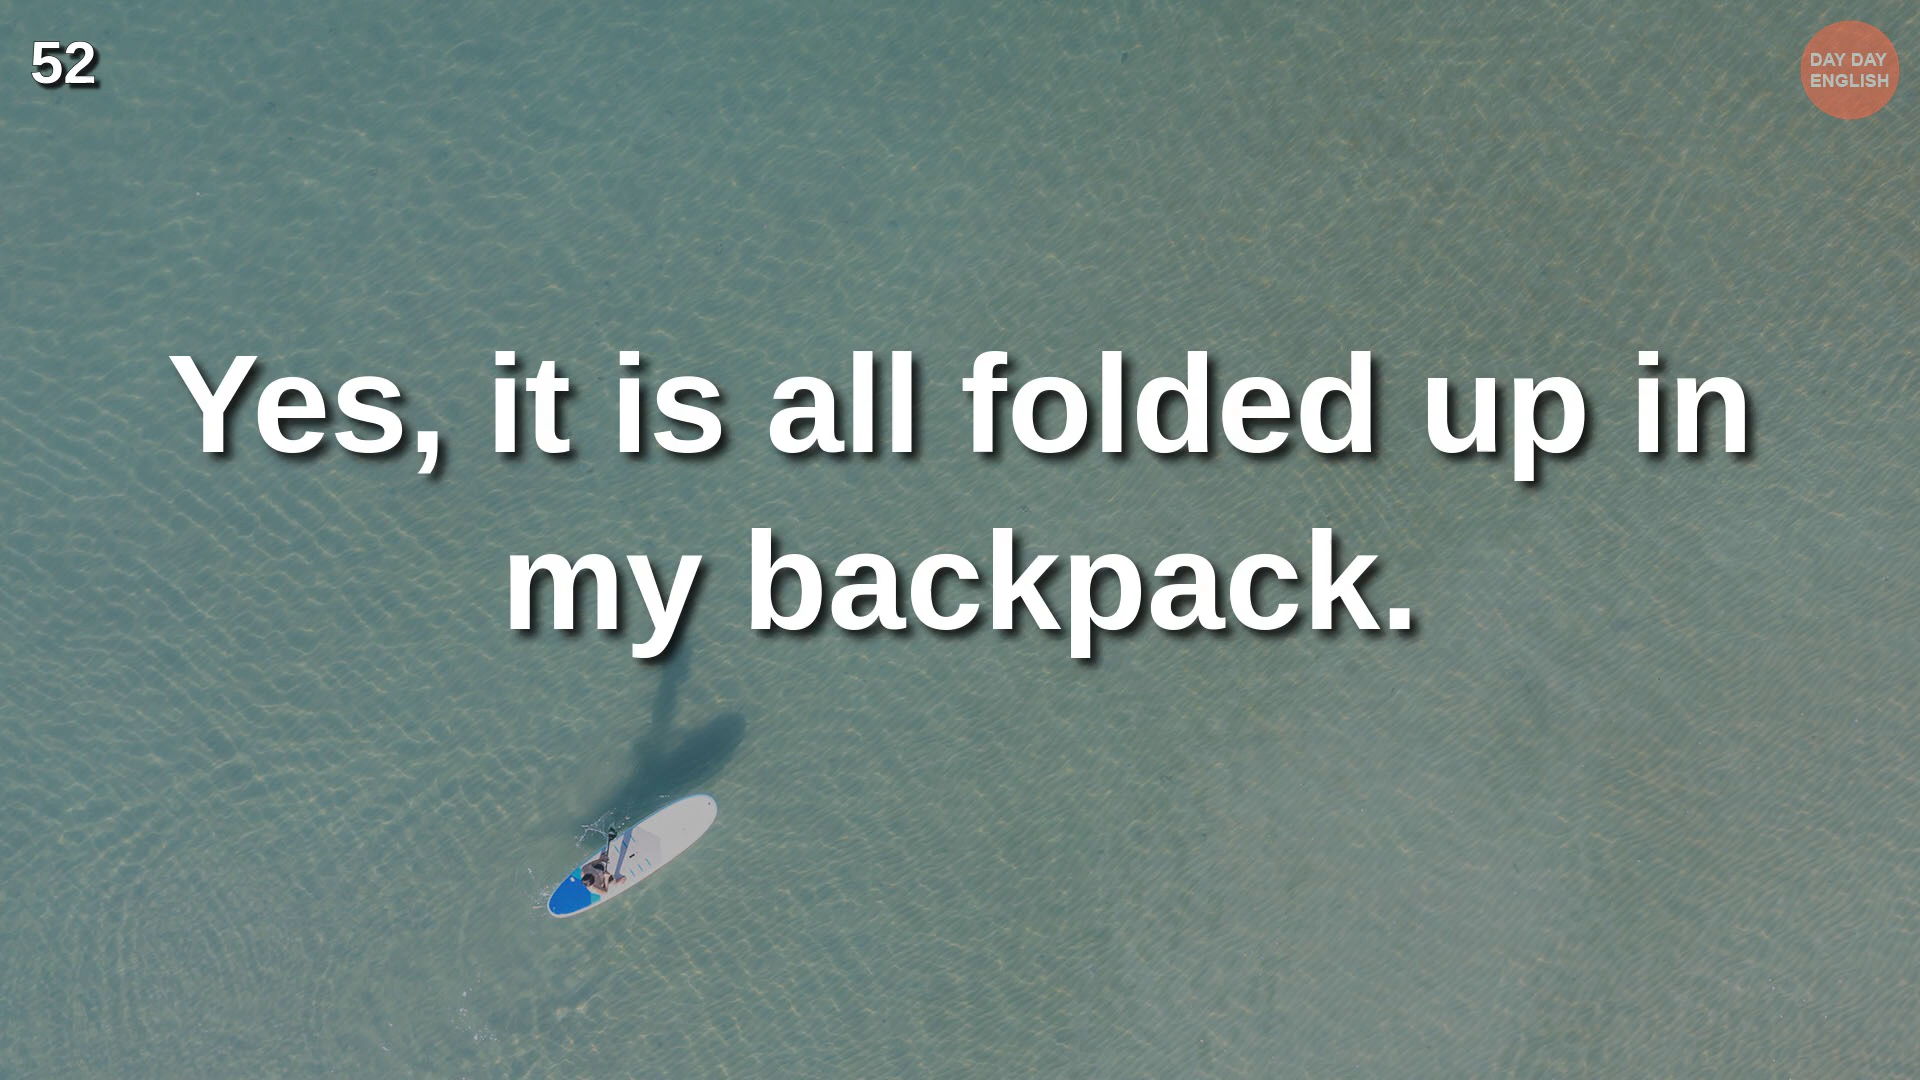 52
DAY DAY
ENGLISH
Yes, it is all folded up in
my backpack.